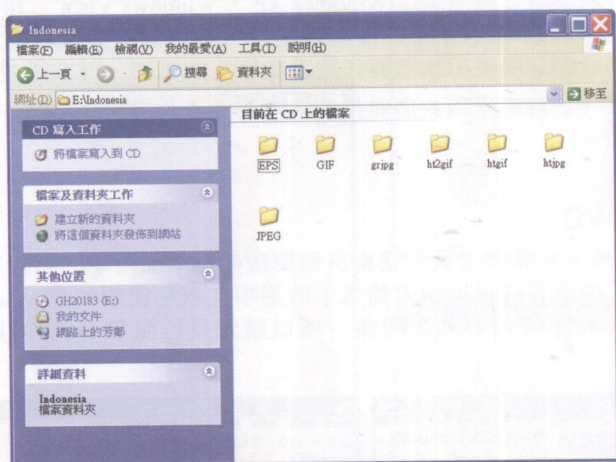 Indonesia
檔案(F) 編輯(E) 檢視(V) 我的最愛(A) 工具(T) 說明(H)
上一頁 搜尋 資料夾
網址(D) E:\Indonesia 移至
CD 寫入工作
將檔案寫入到 CD
檔案及資料夾工作
建立新的資料夾
將這個資料夾發佈到網站
其他位置
GH20183 (E:)
我的文件
網路上的芳鄰
詳細資料
Indonesia
檔案資料夾
目前在 CD 上的檔案
EPS GIF grjpg ht2gif htgif htjpg
JPEG